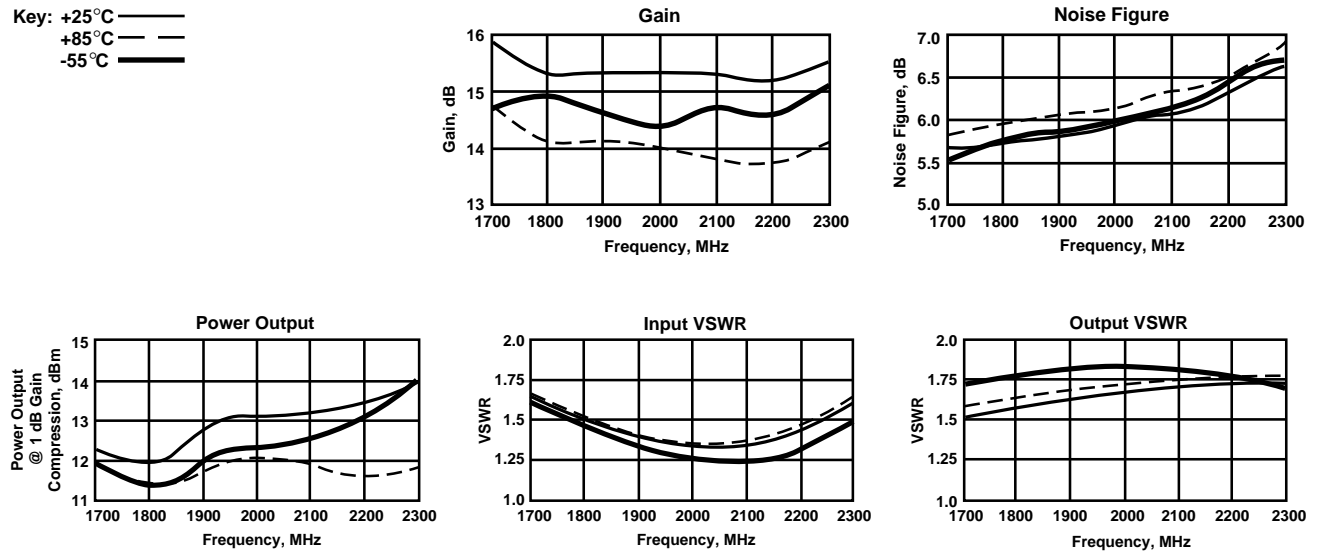 Key: +25°C
+85°C
-55°C
Gain
16
15
14
13
Gain, dB
1700 1800 1900 2000 2100 2200 2300
Frequency, MHz
Noise Figure
7.0
6.5
6.0
5.5
5.0
Noise Figure, dB
1700 1800 1900 2000 2100 2200 2300
Frequency, MHz
Power Output
15
14
13
12
11
Power Output
@ 1 dB Gain
Compression, dBm
1700 1800 1900 2000 2100 2200 2300
Frequency, MHz
Input VSWR
2.0
1.75
1.5
1.25
1.0
VSWR
1700 1800 1900 2000 2100 2200 2300
Frequency, MHz
Output VSWR
2.0
1.75
1.5
1.25
1.0
VSWR
1700 1800 1900 2000 2100 2200 2300
Frequency, MHz